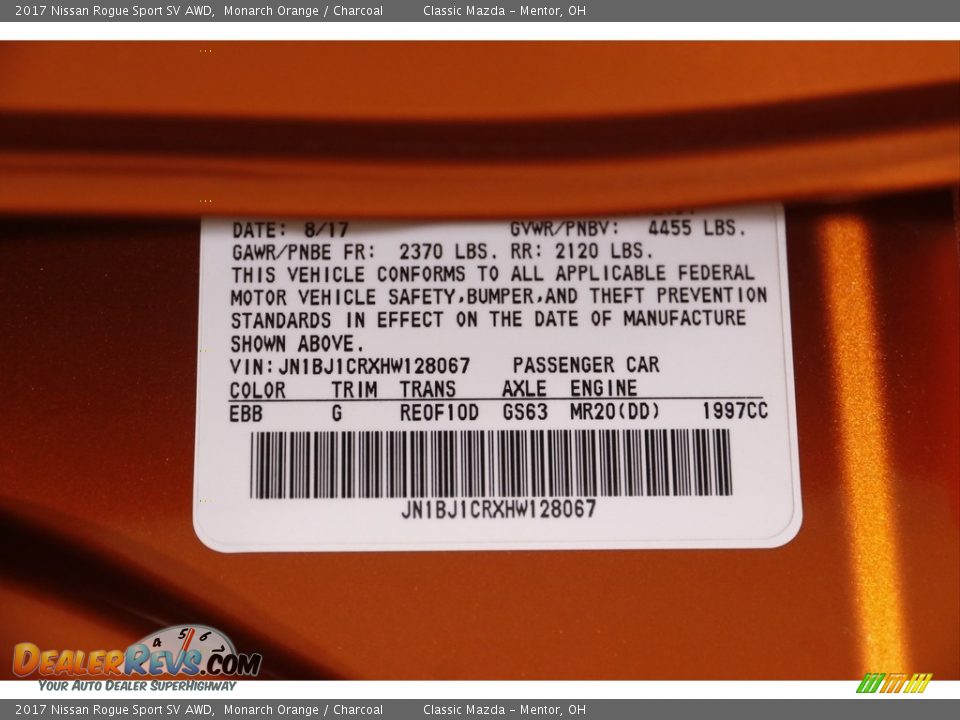 2017 Nissan Rogue Sport SV AWD, Monarch Orange / Charcoal Classic Mazda - Mentor, OH
DATE: 8/17 GVWR/PNBV: 4455 LBS.
GAWR/PNBE FR: 2370 LBS. RR: 2120 LBS.
THIS VEHICLE CONFORMS TO ALL APPLICABLE FEDERAL
MOTOR VEHICLE SAFETY,BUMPER,AND THEFT PREVENTION
STANDARDS IN EFFECT ON THE DATE OF MANUFACTURE
SHOWN ABOVE.
VIN:JN1BJ1CRXHW128067 PASSENGER CAR
COLOR TRIM TRANS AXLE ENGINE
EBB G RE0F10D GS63 MR20(DD) 1997CC
JN1BJ1CRXHW128067
4 5 6
DEALERREVS.COM
YOUR AUTO DEALER SUPERHIGHWAY
2017 Nissan Rogue Sport SV AWD, Monarch Orange / Charcoal Classic Mazda - Mentor, OH